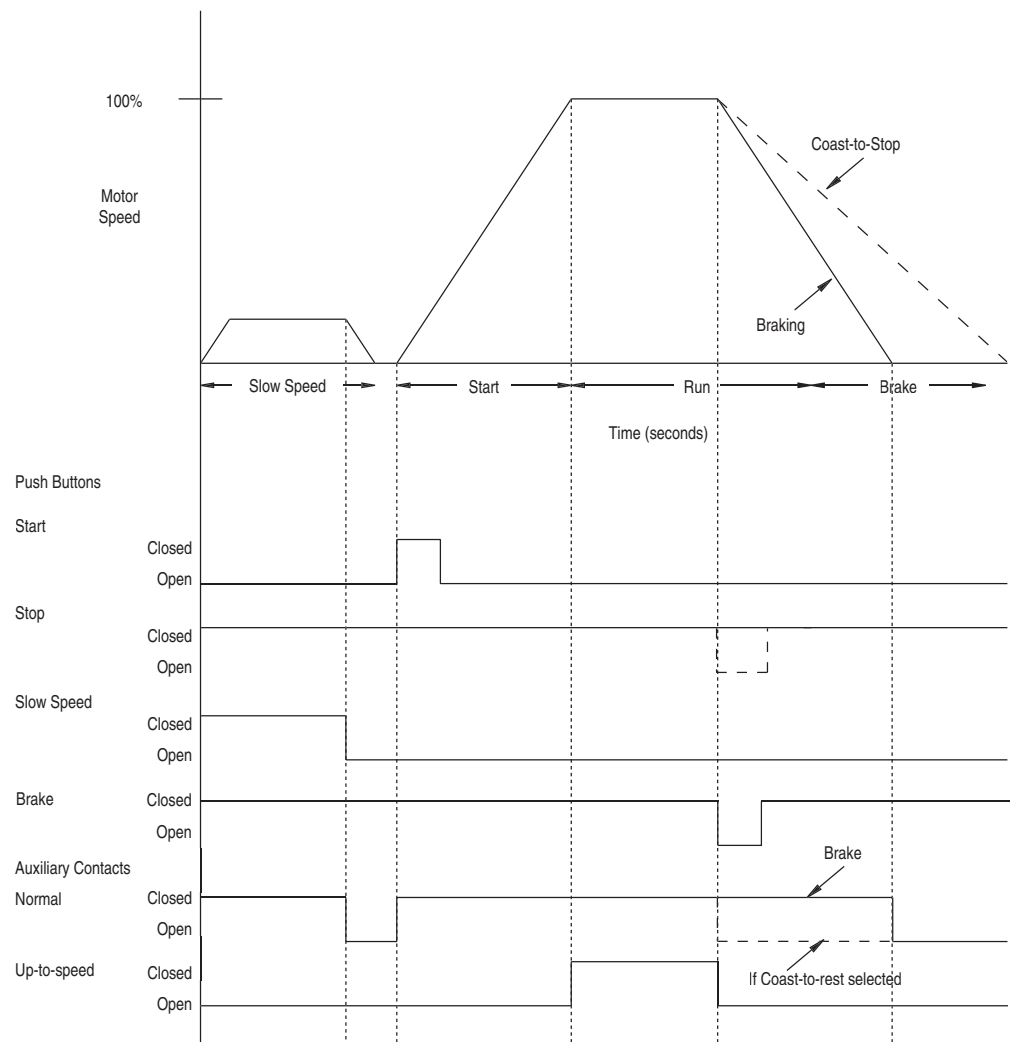 100%
Motor
Speed
Coast-to-Stop
Braking
Slow Speed
Start
Run
Brake
Time (seconds)
Push Buttons
Start
Closed
Open
Stop
Closed
Open
Slow Speed
Closed
Open
Brake
Closed
Open
Auxiliary Contacts
Brake
Normal
Closed
Open
Up-to-speed
Closed
If Coast-to-rest selected
Open